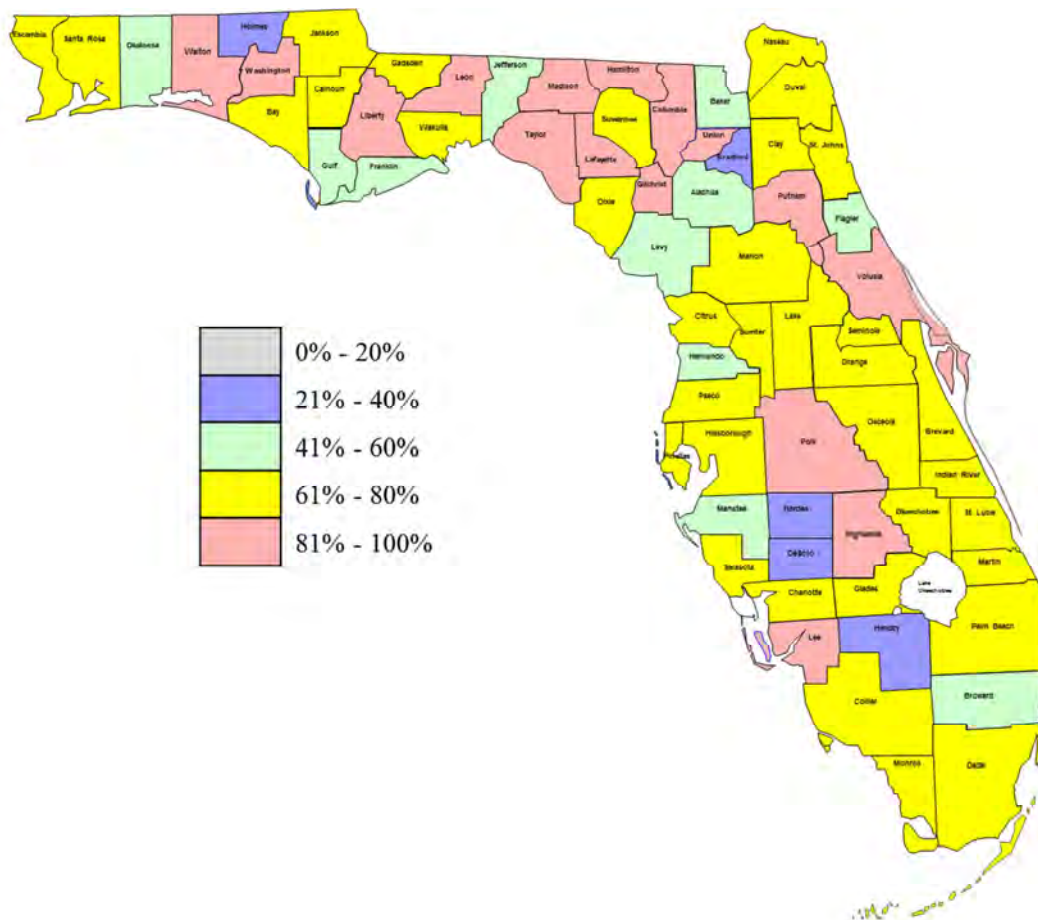 Escambia
Santa Rosa
Okaloosa
Walton
Holmes
Washington
Jackson
Bay
Calhoun
Gulf
Liberty
Gadsden
Franklin
Wakulla
Leon
Jefferson
Madison
Taylor
Hamilton
Suwannee
Lafayette
Dixie
Columbia
Gilchrist
Levy
Baker
Union
Bradford
Alachua
Nassau
Duval
Clay
St. Johns
Putnam
Flagler
Marion
Volusia
Citrus
Sumter
Lake
Seminole
Orange
Hernando
Pasco
Hillsborough
Pinellas
Polk
Osceola
Brevard
Indian River
Manatee
Hardee
Highlands
Okeechobee
St. Lucie
Sarasota
Desoto
Martin
Charlotte
Glades
Lake
Okeechobee
Lee
Hendry
Palm Beach
Collier
Broward
Monroe
Dade
0% - 20%
21% - 40%
41% - 60%
61% - 80%
81% - 100%